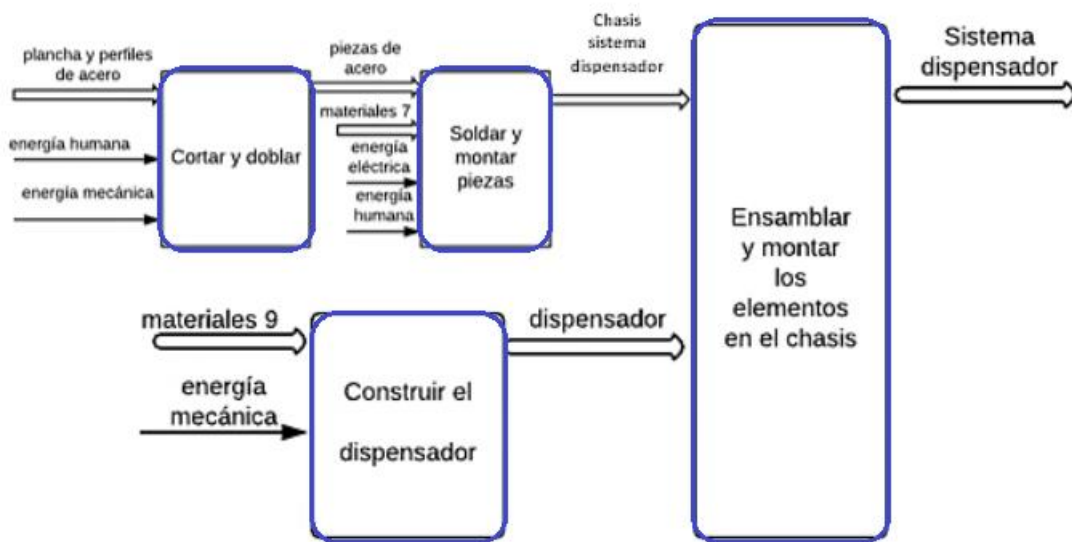 plancha y perfiles
de acero
energía humana
energía mecánica
Cortar y doblar
piezas de
acero
materiales 7
energía
eléctrica
energía
humana
Soldar y
montar
piezas
Chasis
sistema
dispensador
materiales 9
energía
mecánica
Construir el
dispensador
dispensador
Ensamblar
y montar
los
elementos
en el chasis
Sistema
dispensador